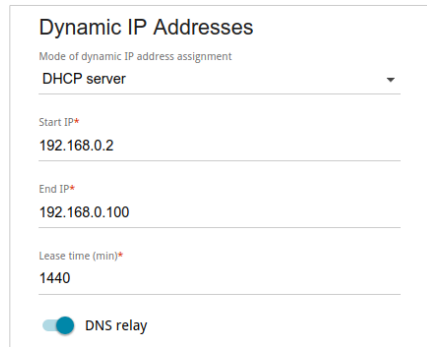 Dynamic IP Addresses
Mode of dynamic IP address assignment
DHCP server
Start IP*
192.168.0.2
End IP*
192.168.0.100
Lease time (min)*
1440
DNS relay